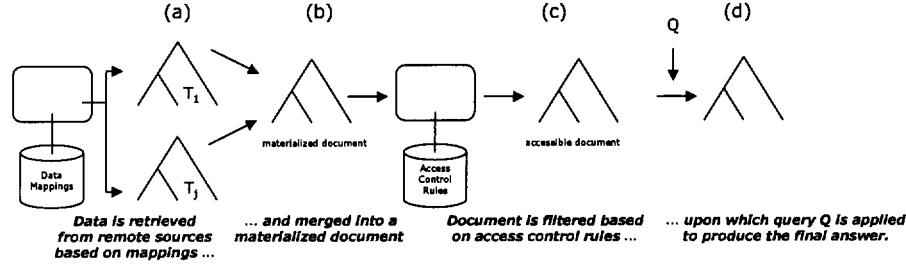 (a)
(b)
(c)
(d)
Q
T1
Tj
Data
Mappings
materialized document
Access
Control
Rules
accessible document
Data is retrieved
from remote sources
based on mappings ...
... and merged into a
materialized document
Document is filtered based
on access control rules ...
... upon which query Q is applied
to produce the final answer.